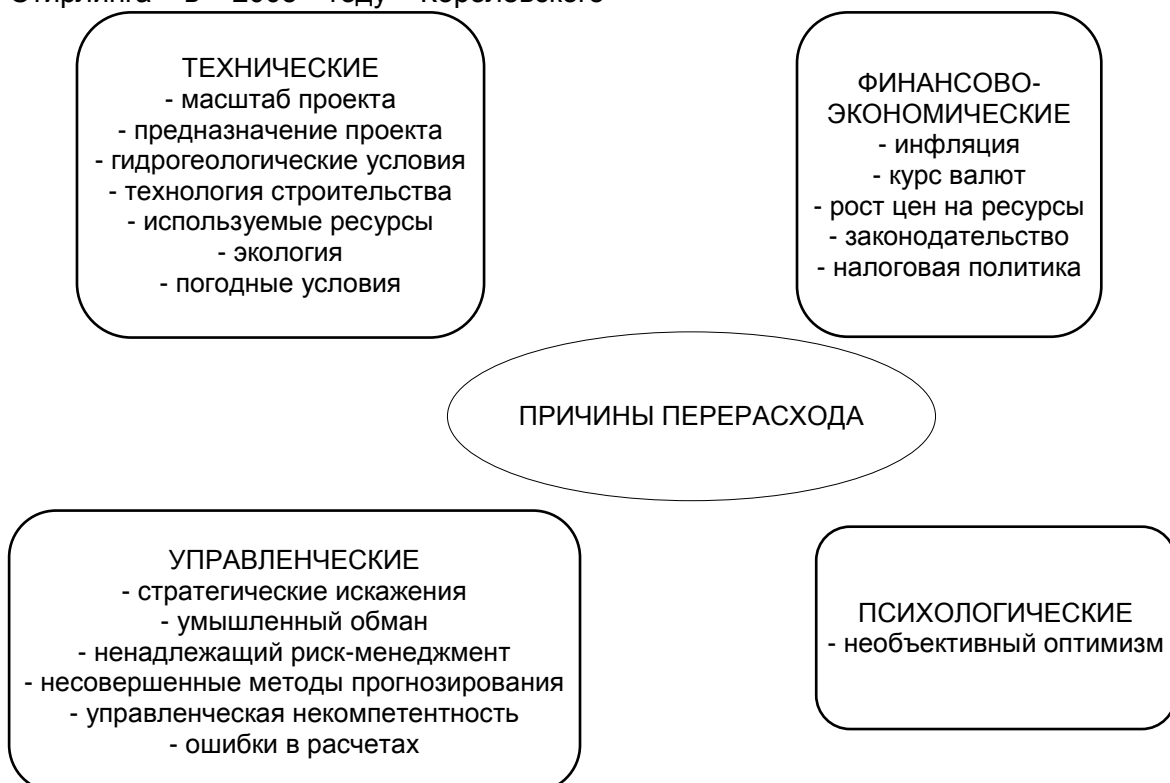 Стирлинга в 2003 году Королевского
ТЕХНИЧЕСКИЕ
- масштаб проекта
- предназначение проекта
- гидрогеологические условия
- технология строительства
- используемые ресурсы
- экология
- погодные условия
ФИНАНСОВО-
ЭКОНОМИЧЕСКИЕ
- инфляция
- курс валют
- рост цен на ресурсы
- законодательство
- налоговая политика
ПРИЧИНЫ ПЕРЕРАСХОДА
УПРАВЛЕНЧЕСКИЕ
- стратегические искажения
- умышленный обман
- ненадлежащий риск-менеджмент
- несовершенные методы прогнозирования
- управленческая некомпетентность
- ошибки в расчетах
ПСИХОЛОГИЧЕСКИЕ
- необъективный оптимизм